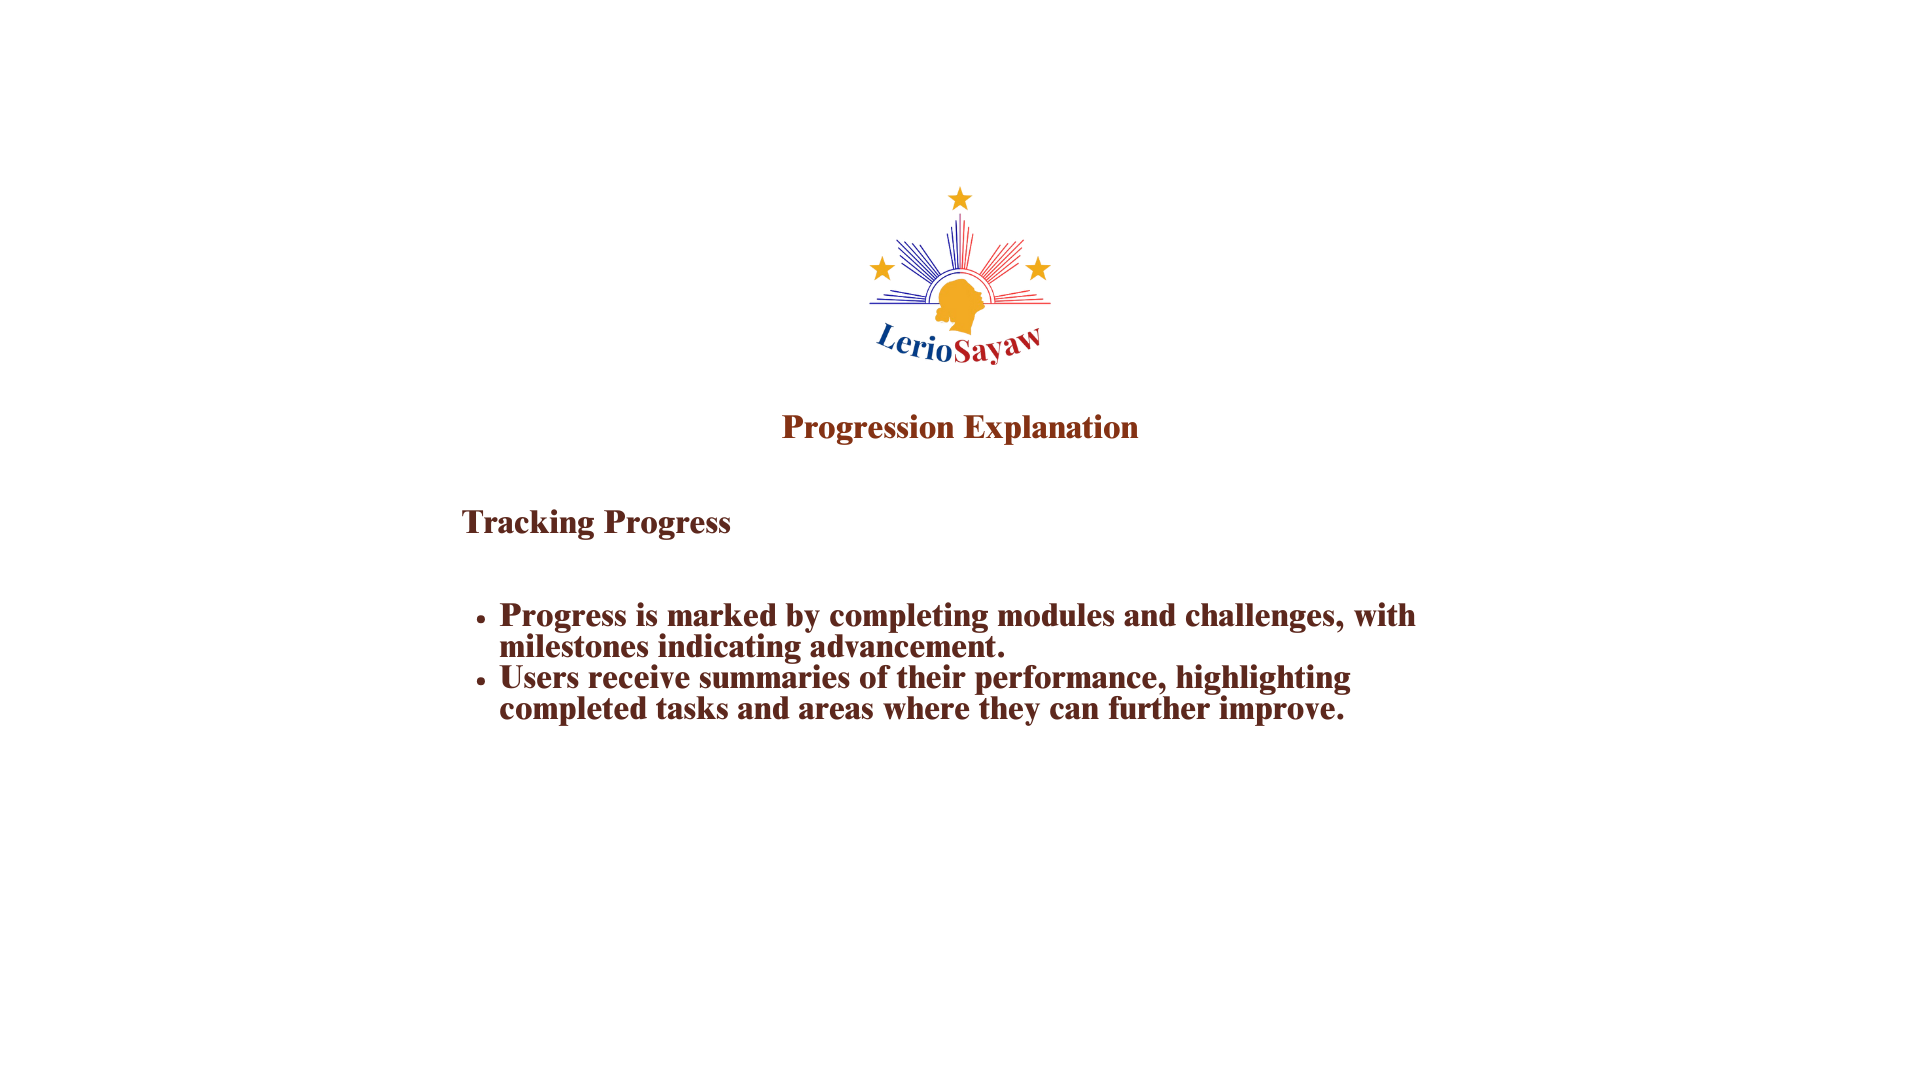 LerioSayaw
Progression Explanation
Tracking Progress
• Progress is marked by completing modules and challenges, with
milestones indicating advancement.
• Users receive summaries of their performance, highlighting
completed tasks and areas where they can further improve.